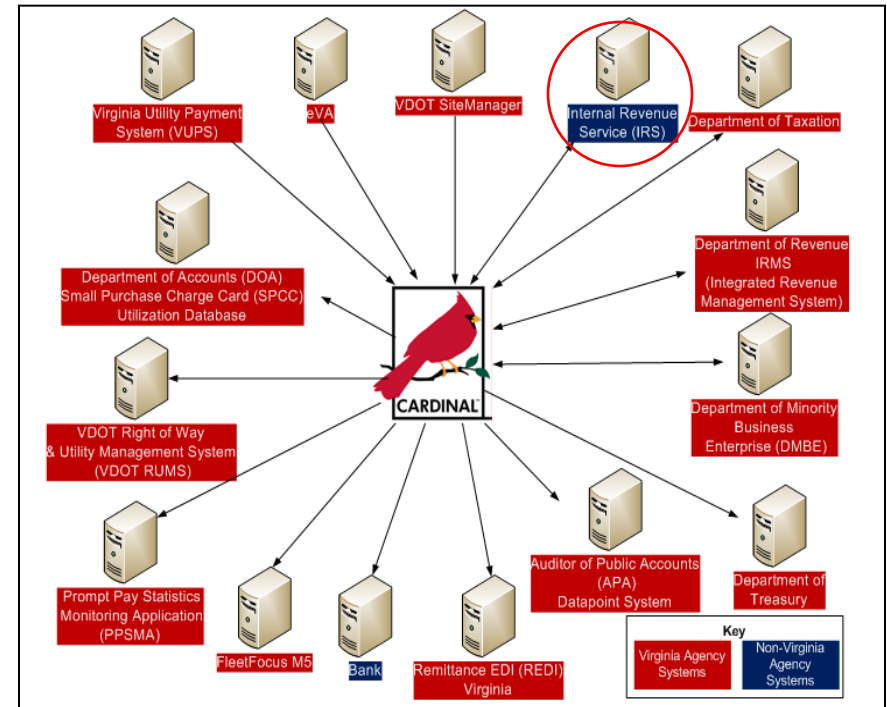 Virginia Utility Payment
System (VUPS)
eVA
VDOT SiteManager
Internal Revenue
Service (IRS)
Department of Taxation
Department of Accounts (DOA)
Small Purchase Charge Card (SPCC)
Utilization Database
Department of Revenue
IRMS
(Integrated Revenue
Management System)
CARDINAL™
VDOT Right of Way
& Utility Management System
(VDOT RUMS)
Department of Minority
Business
Enterprise (DMBE)
Prompt Pay Statistics
Monitoring Application
(PPSMA)
FleetFocus M5
Bank
Remittance EDI (REDI)
Virginia
Auditor of Public Accounts
(APA)
Datapoint System
Department of
Treasury
Key
Virginia Agency
Systems
Non-Virginia
Agency
Systems